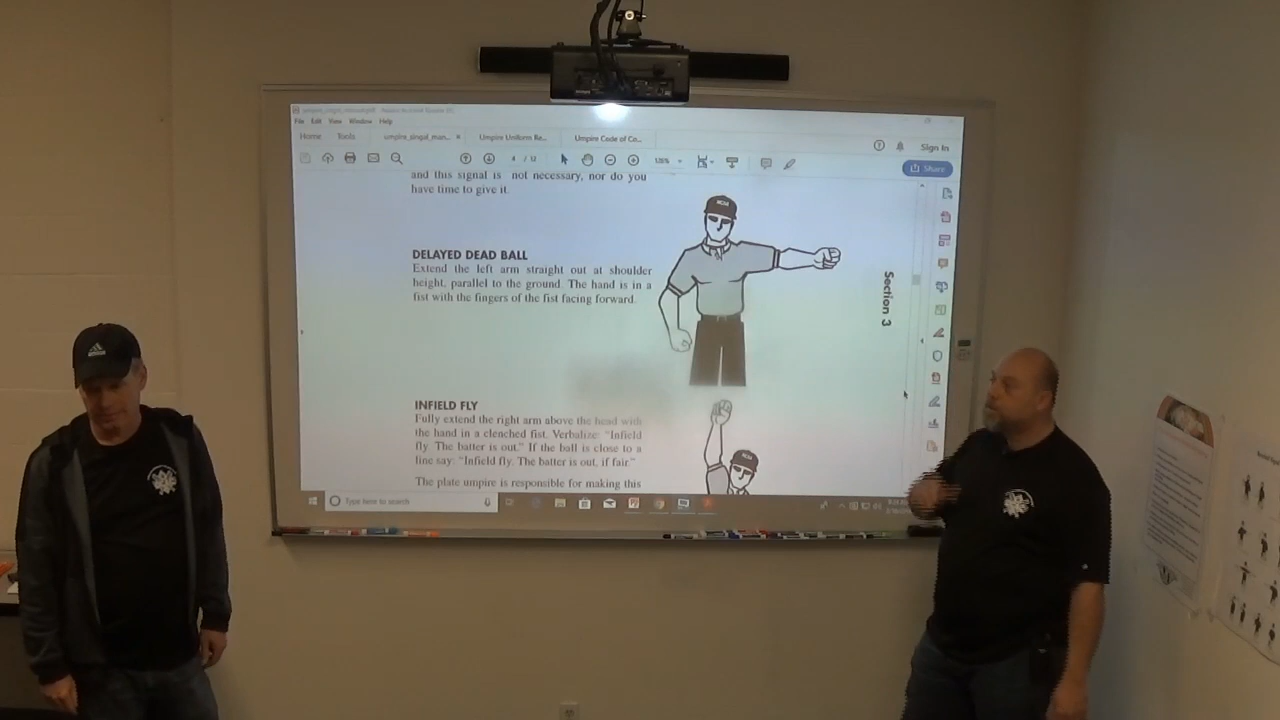 File Edit View Window Help
Home Tools umpire_singal_man... × Umpire Uniform Re... Umpire Code of Co... Sign In
4 / 13 Share
and this signal is not necessary, nor do you
have time to give it.
DELAYED DEAD BALL
Extend the left arm straight out at shoulder
height, parallel to the ground. The hand is in a
fist with the fingers of the fist facing forward.
Section 3
INFIELD FLY
Fully extend the right arm above the head with
the hand in a clenched fist. Verbalize: "Infield
fly. The batter is out." If the ball is close to a
line say: "Infield fly. The batter is out, if fair."
The plate umpire is responsible for making this
Type here to search